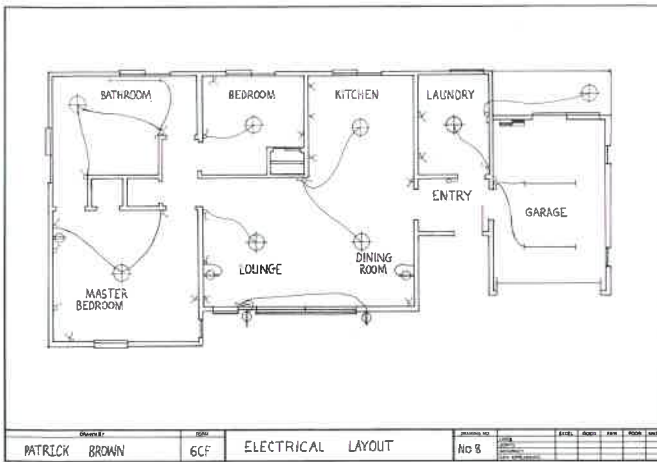 BATHROOM
BEDROOM
KITCHEN
LAUNDRY
ENTRY
GARAGE
LOUNGE
DINING
ROOM
MASTER
BEDROOM
DRAWN BY
PATRICK BROWN
FORM
6CF
ELECTRICAL LAYOUT
DRAWING NO
NO 8
EXCEL
GOOD
FAIR
POOR